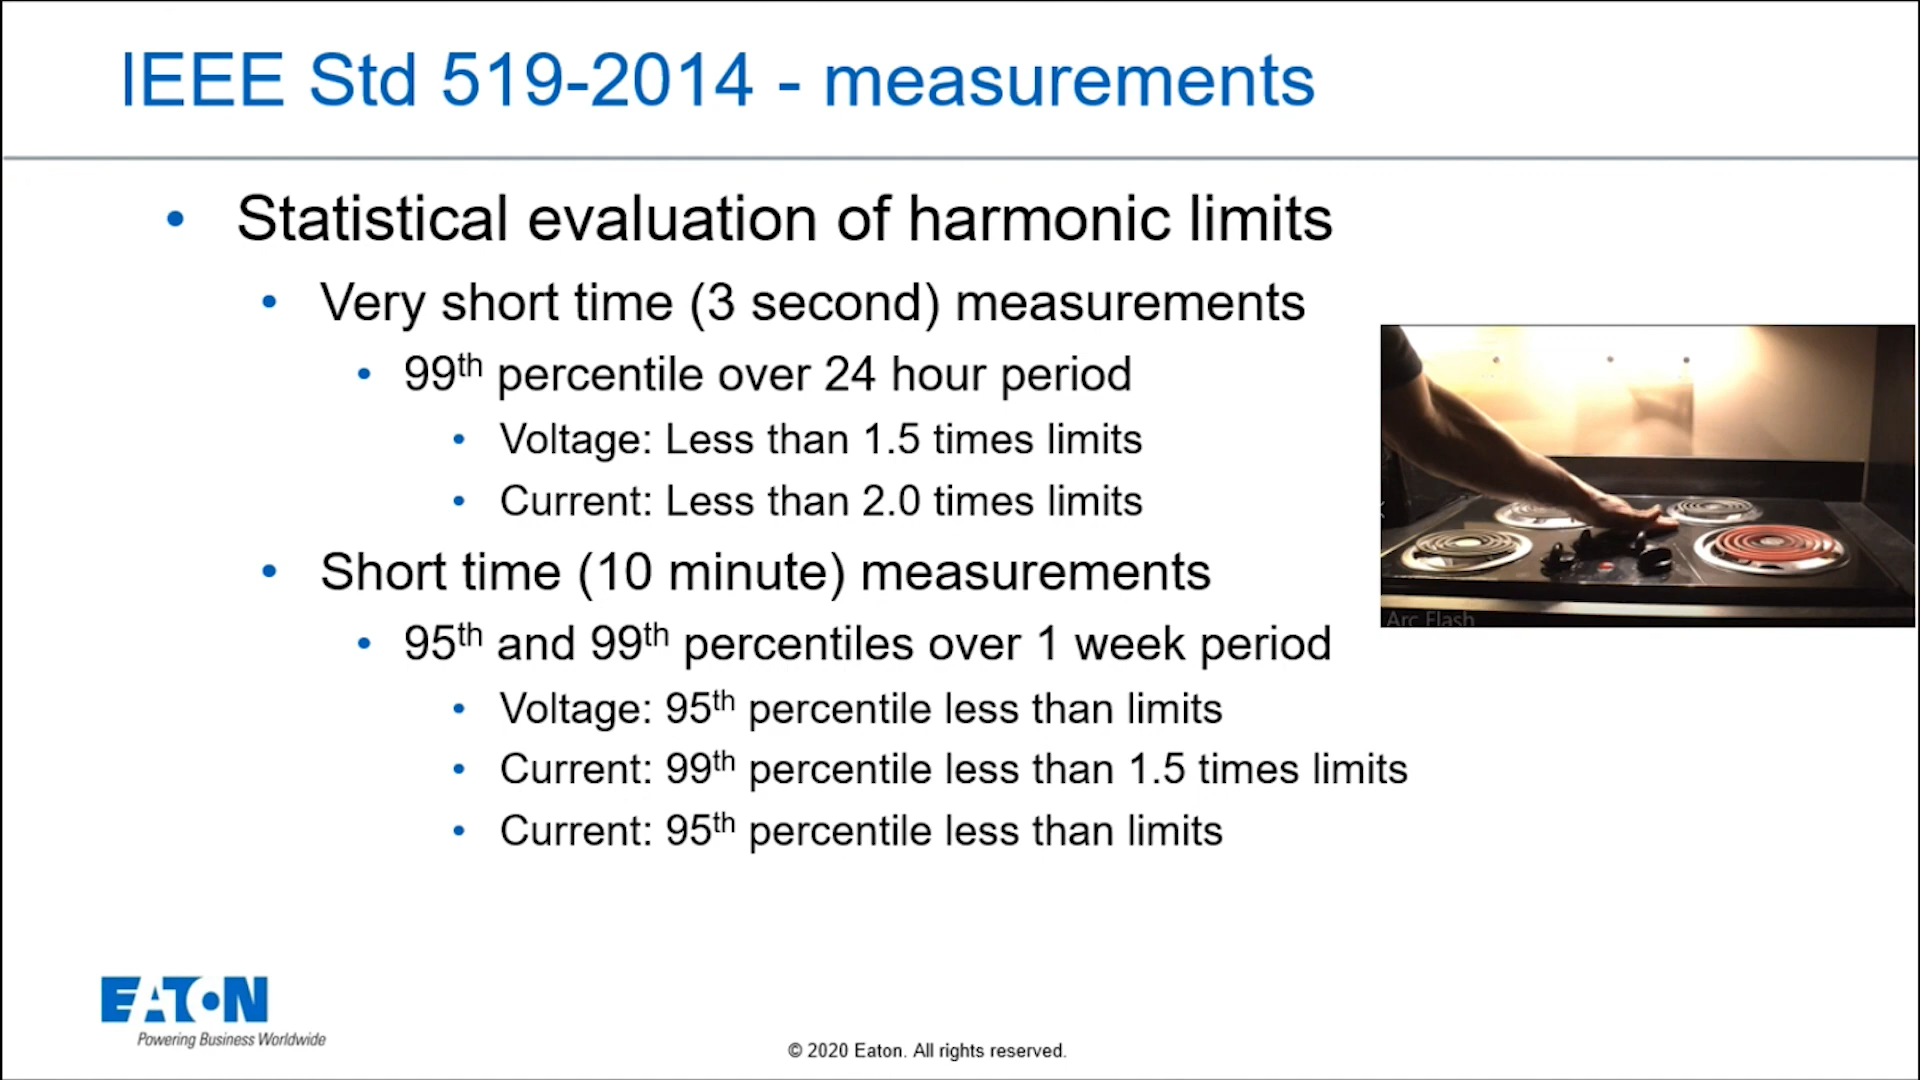 IEEE Std 519-2014 - measurements
• Statistical evaluation of harmonic limits
• Very short time (3 second) measurements
• 99th percentile over 24 hour period
• Voltage: Less than 1.5 times limits
• Current: Less than 2.0 times limits
• Short time (10 minute) measurements
• 95th and 99th percentiles over 1 week period
• Voltage: 95th percentile less than limits
• Current: 99th percentile less than 1.5 times limits
• Current: 95th percentile less than limits
Arc Flash
EATON
Powering Business Worldwide
© 2020 Eaton. All rights reserved.